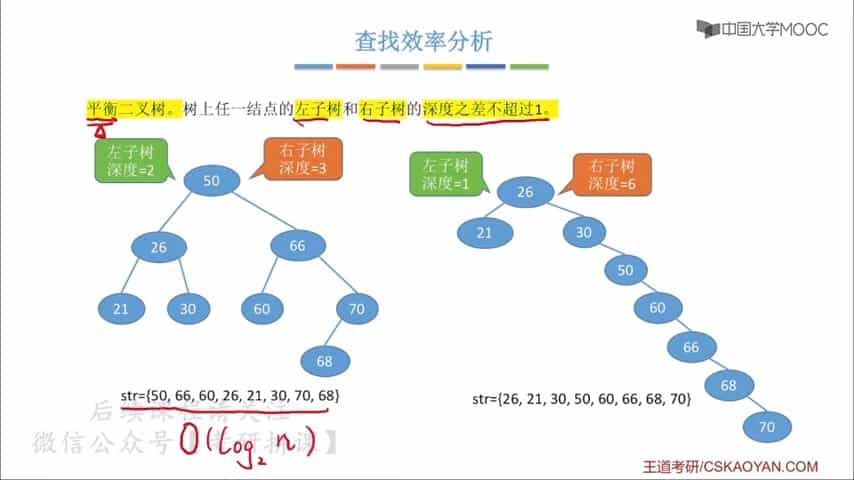 中国大学MOOC
查找效率分析
平衡二叉树。树上任一结点的左子树和右子树的深度之差不超过1。
左子树
深度=2
右子树
深度=3
50
26
66
21
30
60
70
68
str={50, 66, 60, 26, 21, 30, 70, 68}
O(log₂n)
左子树
深度=1
右子树
深度=6
26
21
30
50
60
66
68
70
str={26, 21, 30, 50, 60, 66, 68, 70}
后续课程请关注
微信公众号【考研拼课】
王道考研/CSKAOYAN.COM